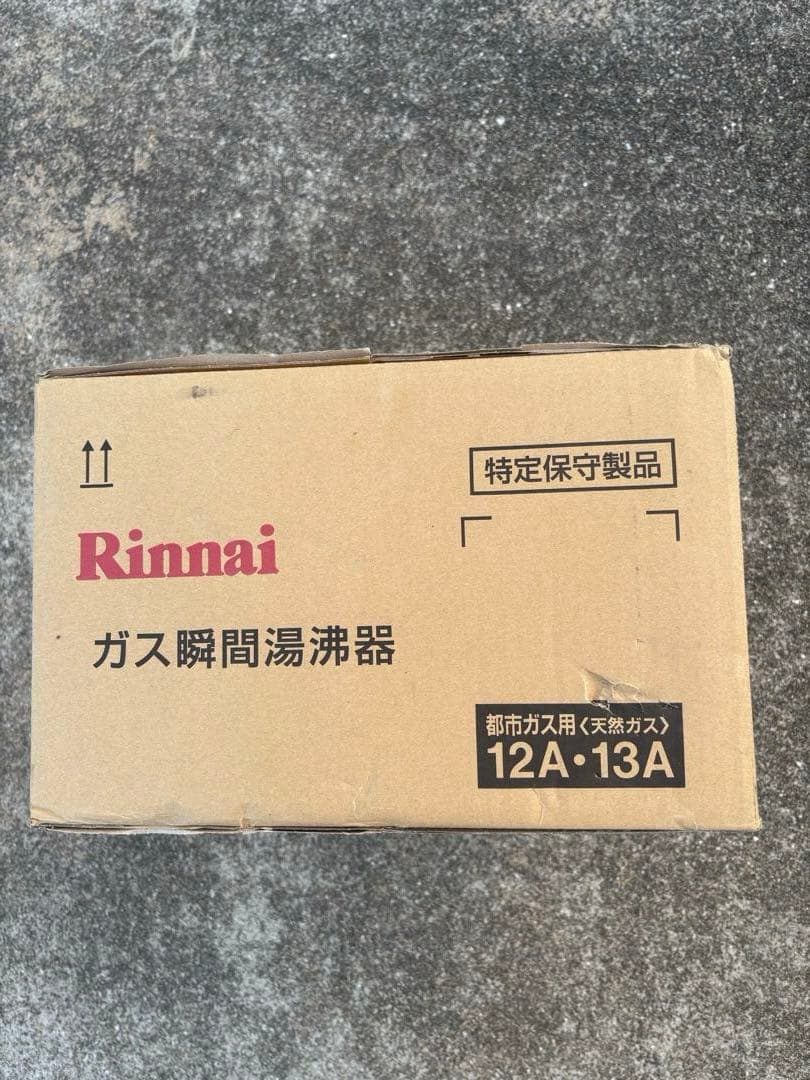 特定保守製品
Rinnai
ガス瞬間湯沸器
都市ガス用〈天然ガス〉
12A・13A